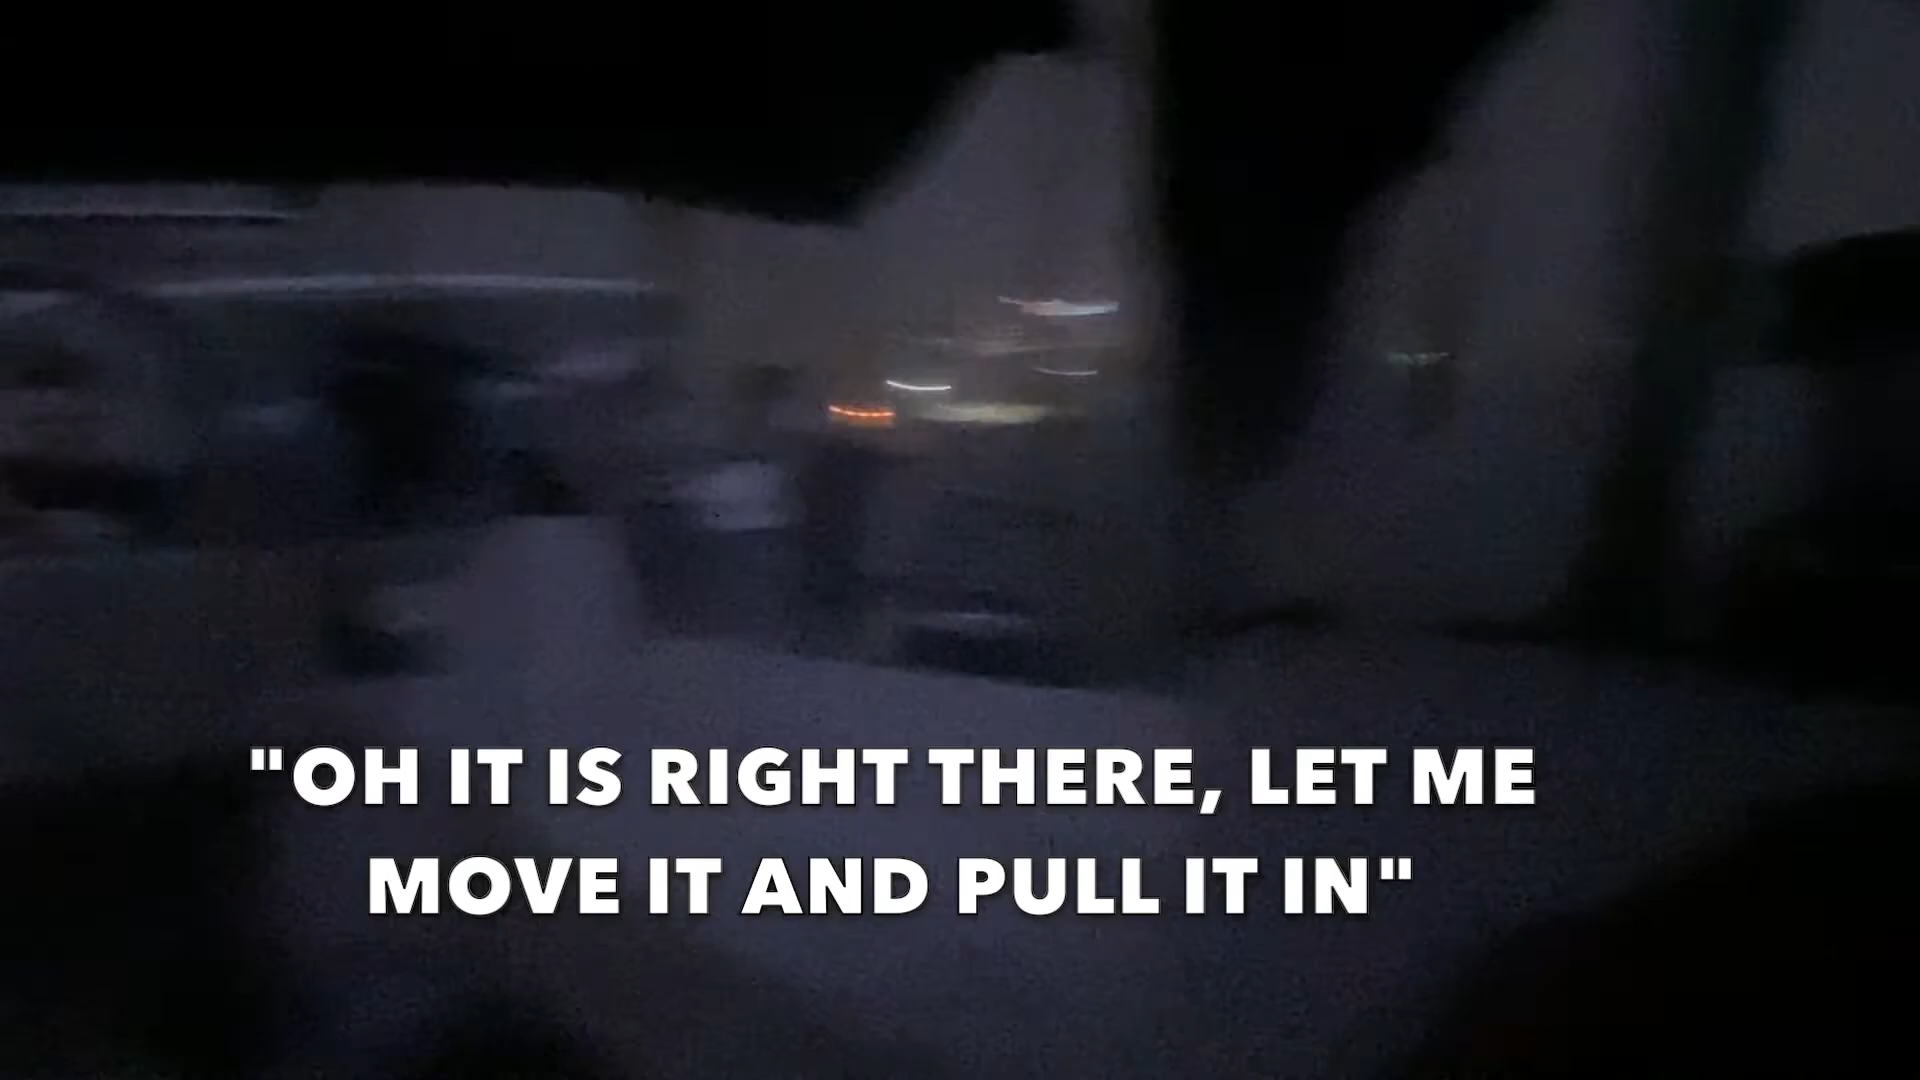 "OH IT IS RIGHT THERE, LET ME
MOVE IT AND PULL IT IN"